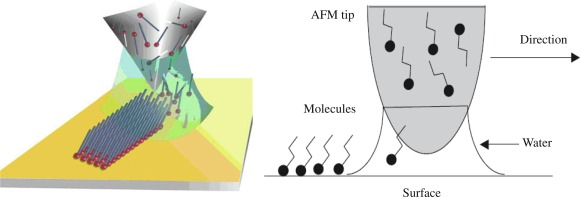 AFM tip
Direction
Molecules
Water
Surface